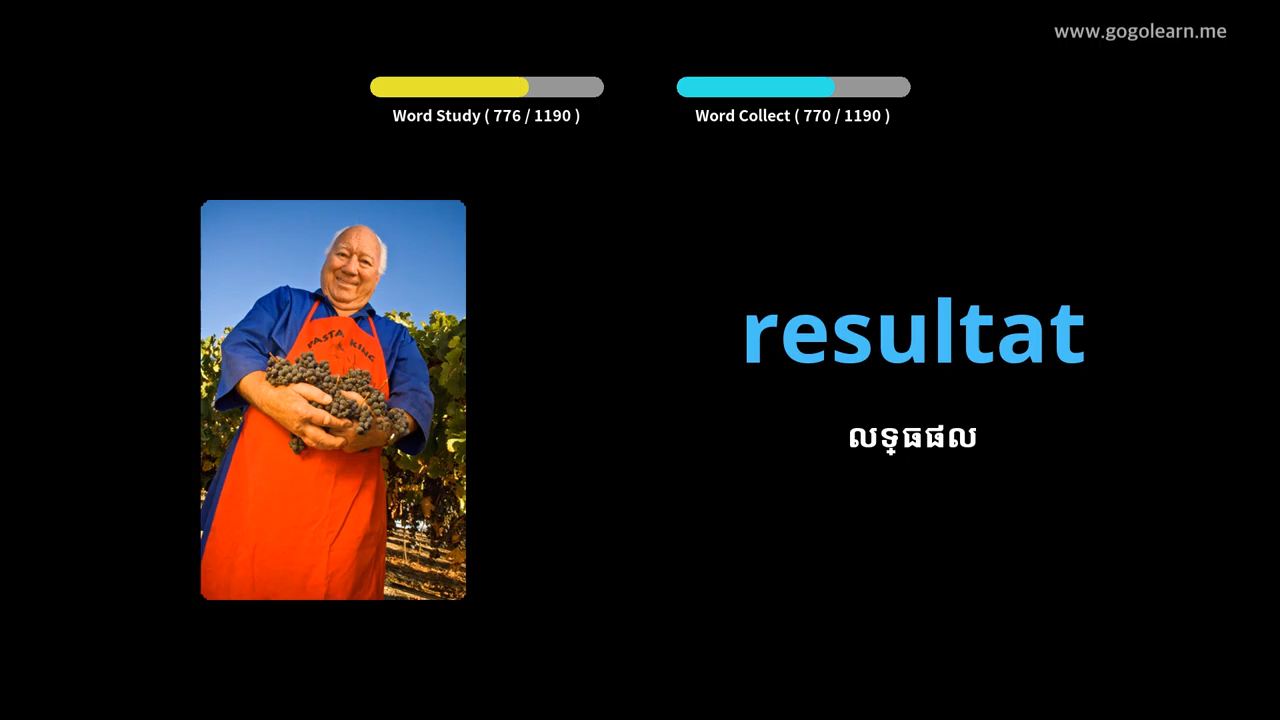 www.gogolearn.me
Word Study ( 776 / 1190 )
Word Collect ( 770 / 1190 )
PASTA KING
resultat
លទ្ធផល